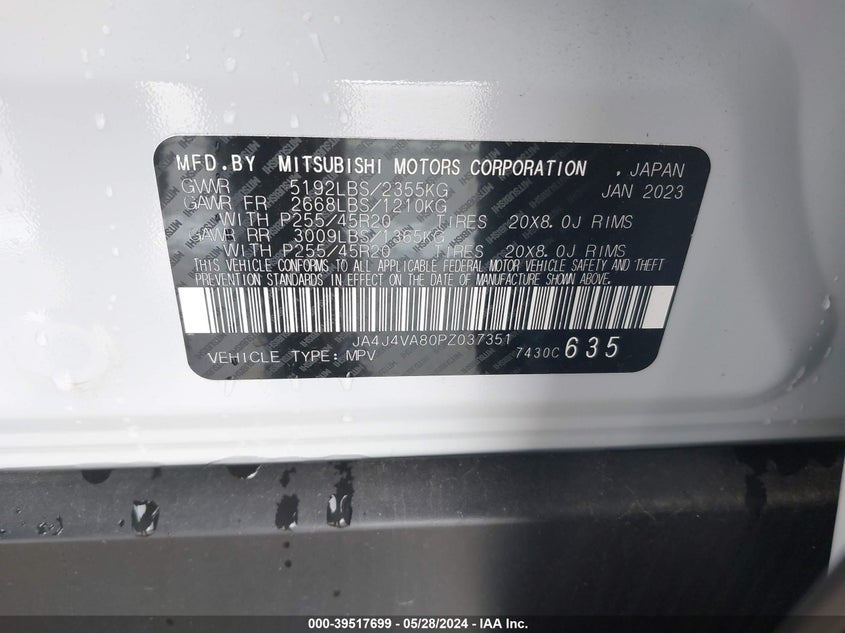 MFD.BY MITSUBISHI MOTORS CORPORATION , JAPAN
GVWR 5192LBS/2355KG JAN 2023
GAWR FR 2668LBS/1210KG
WITH P255/45R20 TIRES 20X8.0J RIMS
GAWR RR 3009LBS/1365KG
WITH P255/45R20 TIRES 20X8.0J RIMS
THIS VEHICLE CONFORMS TO ALL APPLICABLE FEDERAL MOTOR VEHICLE SAFETY AND THEFT
PREVENTION STANDARDS IN EFFECT ON THE DATE OF MANUFACTURE SHOWN ABOVE.
JA4J4VA80PZ037351
VEHICLE TYPE: MPV 7430C 635
000-39517699 - 05/28/2024 - IAA Inc.